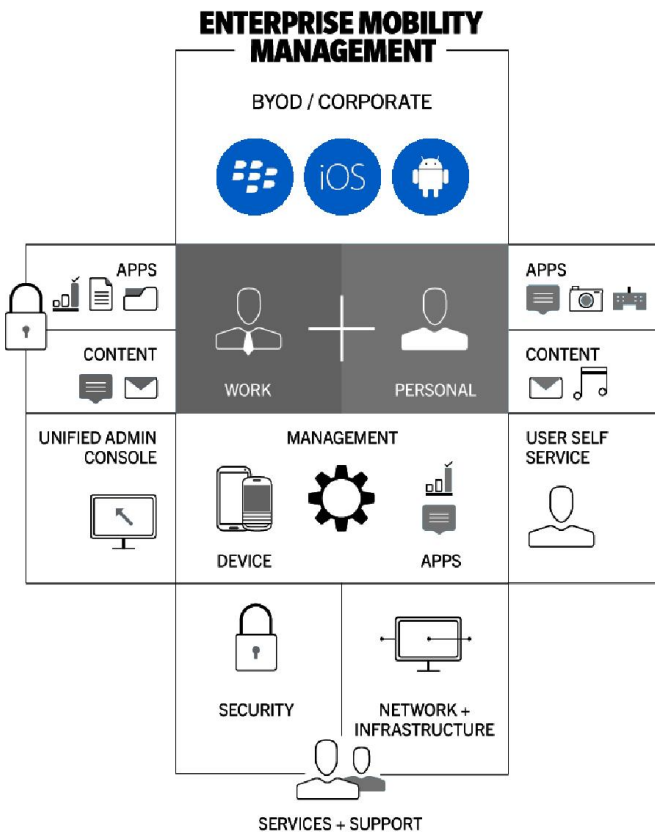 ENTERPRISE MOBILITY
MANAGEMENT
BYOD / CORPORATE
iOS
APPS
APPS
CONTENT
CONTENT
WORK
PERSONAL
UNIFIED ADMIN
CONSOLE
MANAGEMENT
USER SELF
SERVICE
DEVICE
APPS
SECURITY
NETWORK +
INFRASTRUCTURE
SERVICES + SUPPORT